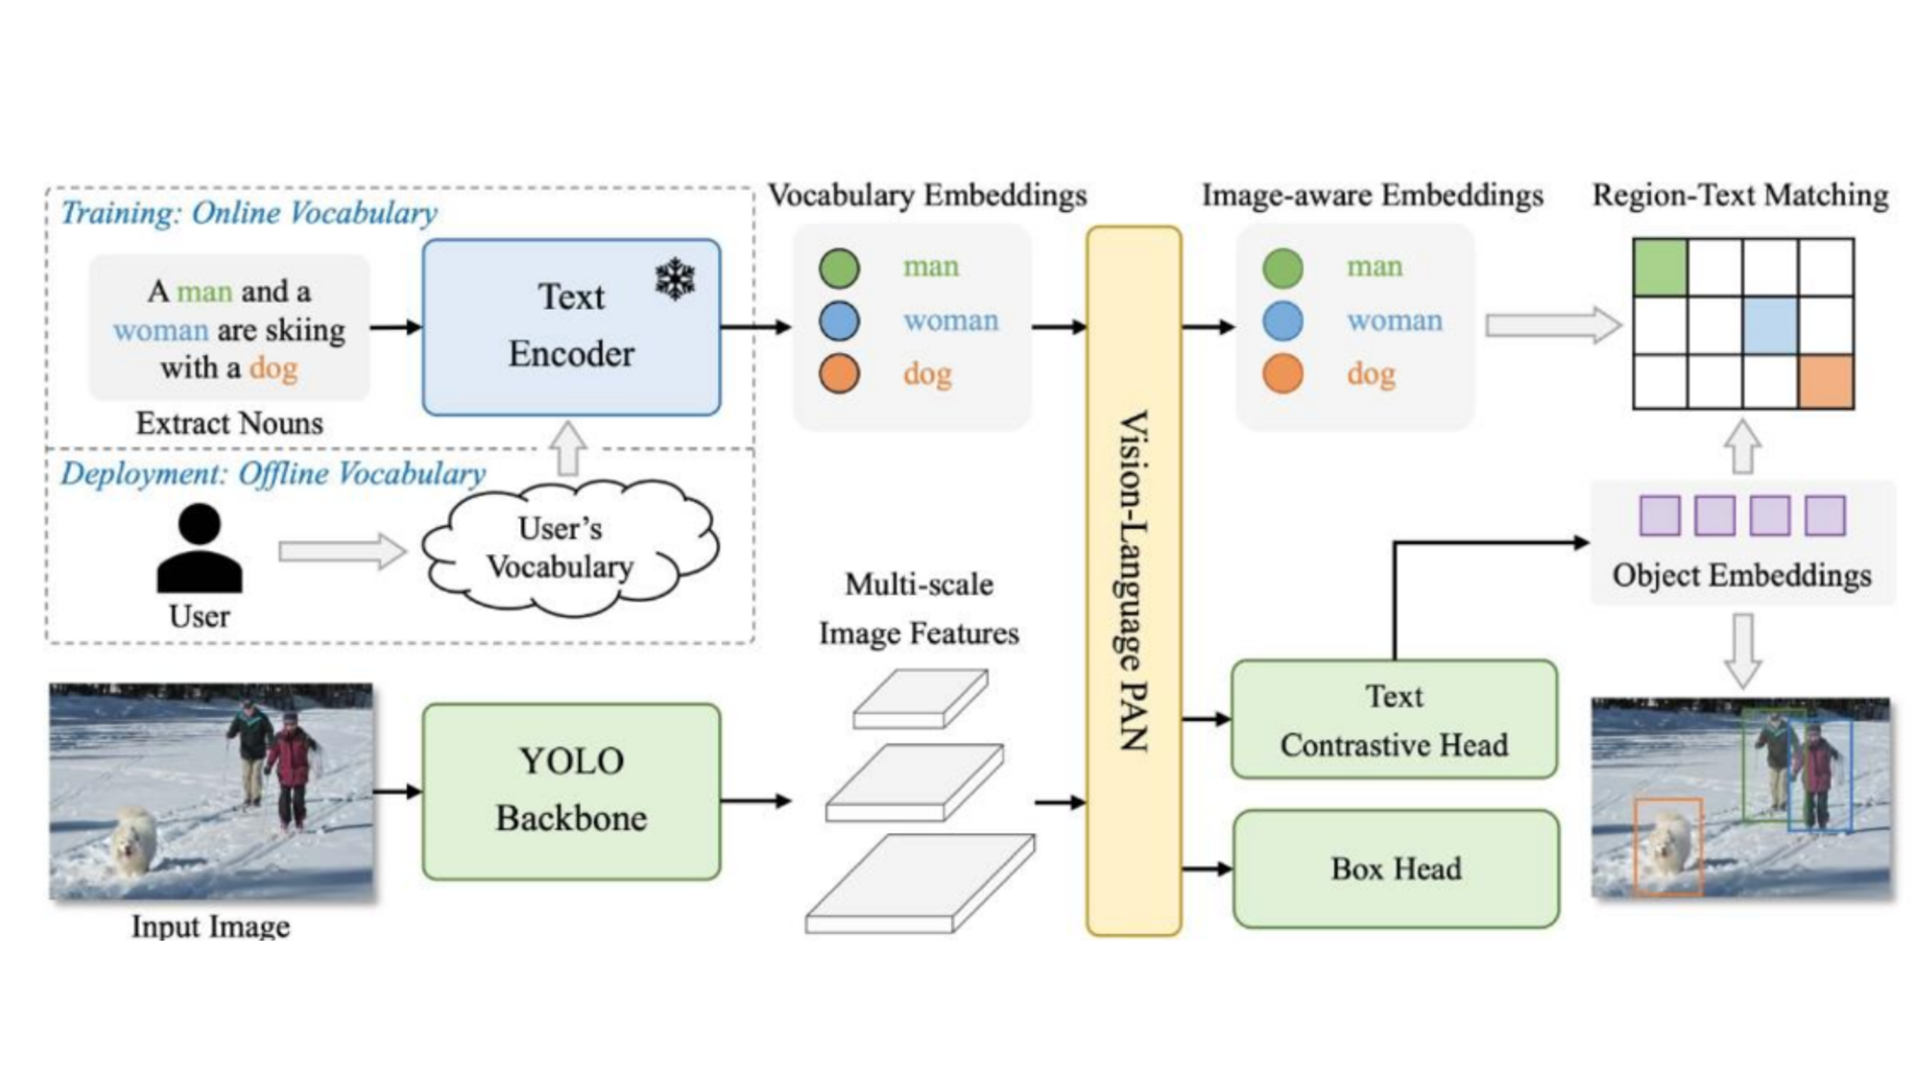 Training: Online Vocabulary
A man and a
woman are skiing
with a dog
Extract Nouns
Text
Encoder
Deployment: Offline Vocabulary
User
User's
Vocabulary
Vocabulary Embeddings
man
woman
dog
Input Image
YOLO
Backbone
Multi-scale
Image Features
Vision-Language PAN
Image-aware Embeddings
man
woman
dog
Region-Text Matching
Object Embeddings
Text
Contrastive Head
Box Head